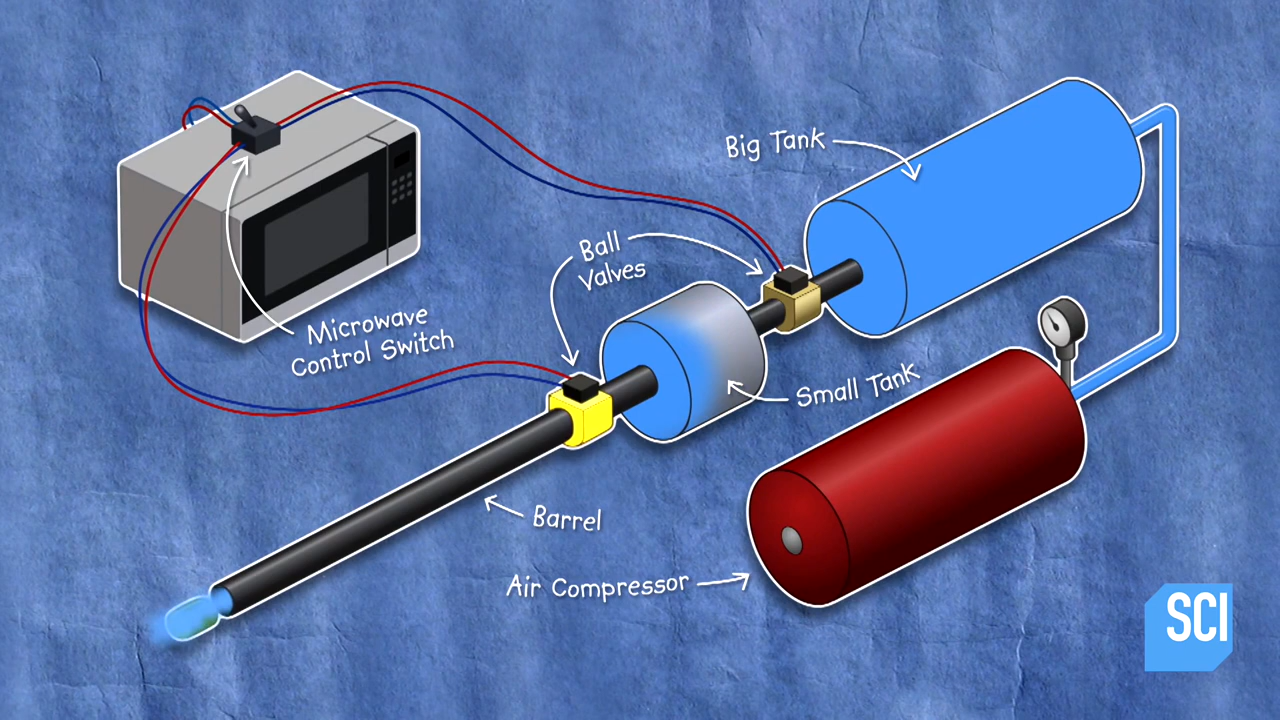 Big Tank
Ball
Valves
Microwave
Control Switch
Small Tank
Barrel
Air Compressor
SCI